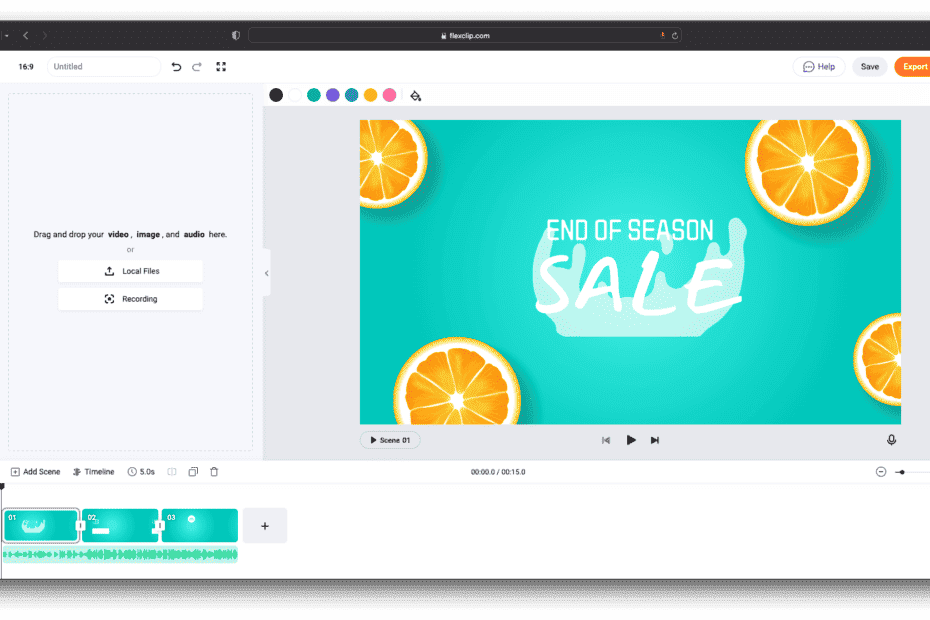 flexclip.com
16:9 Untitled Help Save Export
Drag and drop your video, image, and audio here.
or
Local Files
Recording
END OF SEASON
SALE
Scene 01
Add Scene Timeline 5.0s 00:00.0 / 00:15.0
01 02 03